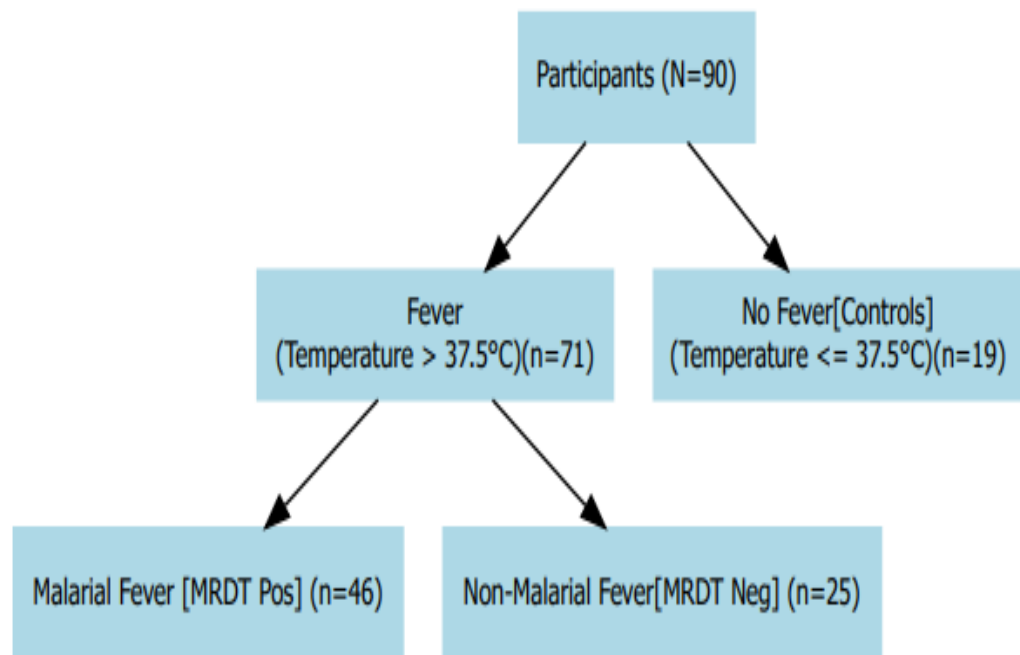 Participants (N=90)
Fever
(Temperature > 37.5°C)(n=71)
No Fever[Controls]
(Temperature <= 37.5°C)(n=19)
Malarial Fever [MRDT Pos] (n=46)
Non-Malarial Fever[MRDT Neg] (n=25)